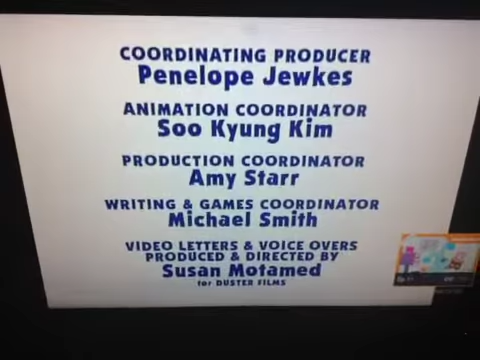 COORDINATING PRODUCER
Penelope Jewkes
ANIMATION COORDINATOR
Soo Kyung Kim
PRODUCTION COORDINATOR
Amy Starr
WRITING & GAMES COORDINATOR
Michael Smith
VIDEO LETTERS & VOICE OVERS
PRODUCED & DIRECTED BY
Susan Motamed
for DUSTER FILMS